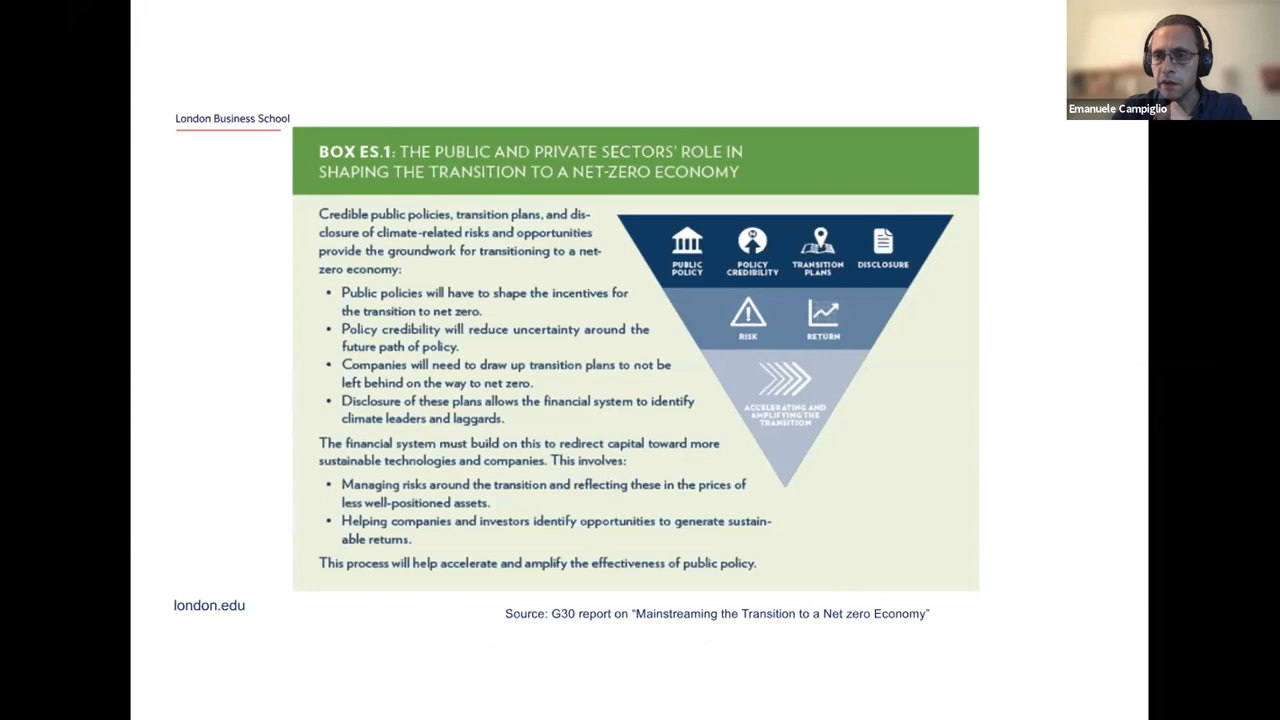 Emanuele Campiglio
London Business School
BOX ES.1: THE PUBLIC AND PRIVATE SECTORS' ROLE IN
SHAPING THE TRANSITION TO A NET-ZERO ECONOMY
Credible public policies, transition plans, and dis-
closure of climate-related risks and opportunities
provide the groundwork for transitioning to a net-
zero economy:
• Public policies will have to shape the incentives for
the transition to net zero.
• Policy credibility will reduce uncertainty around the
future path of policy.
• Companies will need to draw up transition plans to not be
left behind on the way to net zero.
• Disclosure of these plans allows the financial system to identify
climate leaders and laggards.
The financial system must build on this to redirect capital toward more
sustainable technologies and companies. This involves:
• Managing risks around the transition and reflecting these in the prices of
less well-positioned assets.
• Helping companies and investors identify opportunities to generate sustain-
able returns.
This process will help accelerate and amplify the effectiveness of public policy.
PUBLIC
POLICY
POLICY
CREDIBILITY
TRANSITION
PLANS
DISCLOSURE
RISK
RETURN
ACCELERATING AND
AMPLIFYING THE
TRANSITION
london.edu
Source: G30 report on “Mainstreaming the Transition to a Net zero Economy”